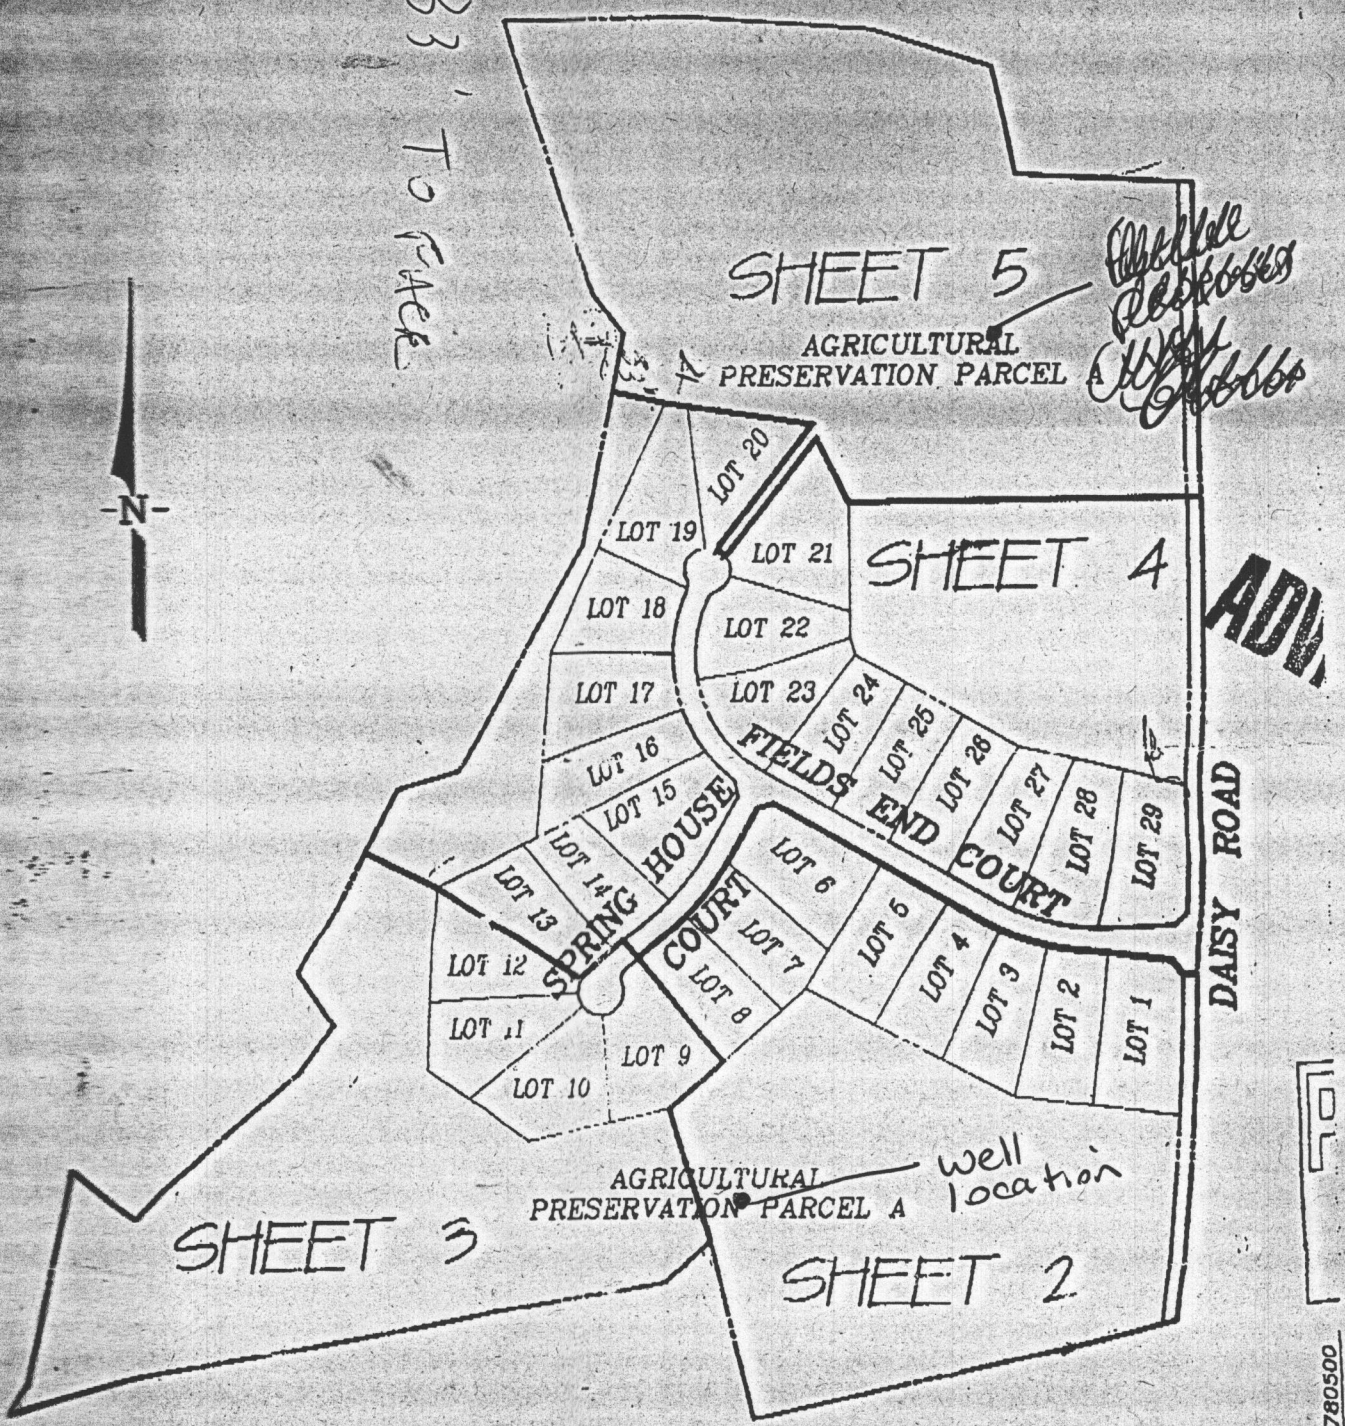 33' TO
SHEET 5
AGRICULTURAL
PRESERVATION PARCEL A
-N-
LOT 20
LOT 19
LOT 21
SHEET 4
LOT 18
LOT 22
LOT 17
LOT 23
LOT 24
LOT 25
LOT 26
LOT 27
LOT 28
LOT 29
LOT 16
LOT 15
LOT 14
LOT 13
FIELDS END COURT
SPRING HOUSE
COURT
DAISY ROAD
LOT 6
LOT 7
LOT 8
LOT 5
LOT 4
LOT 3
LOT 2
LOT 1
LOT 12
LOT 11
LOT 10
LOT 9
AGRICULTURAL
PRESERVATION PARCEL A
well
location
SHEET 3
SHEET 2
780500